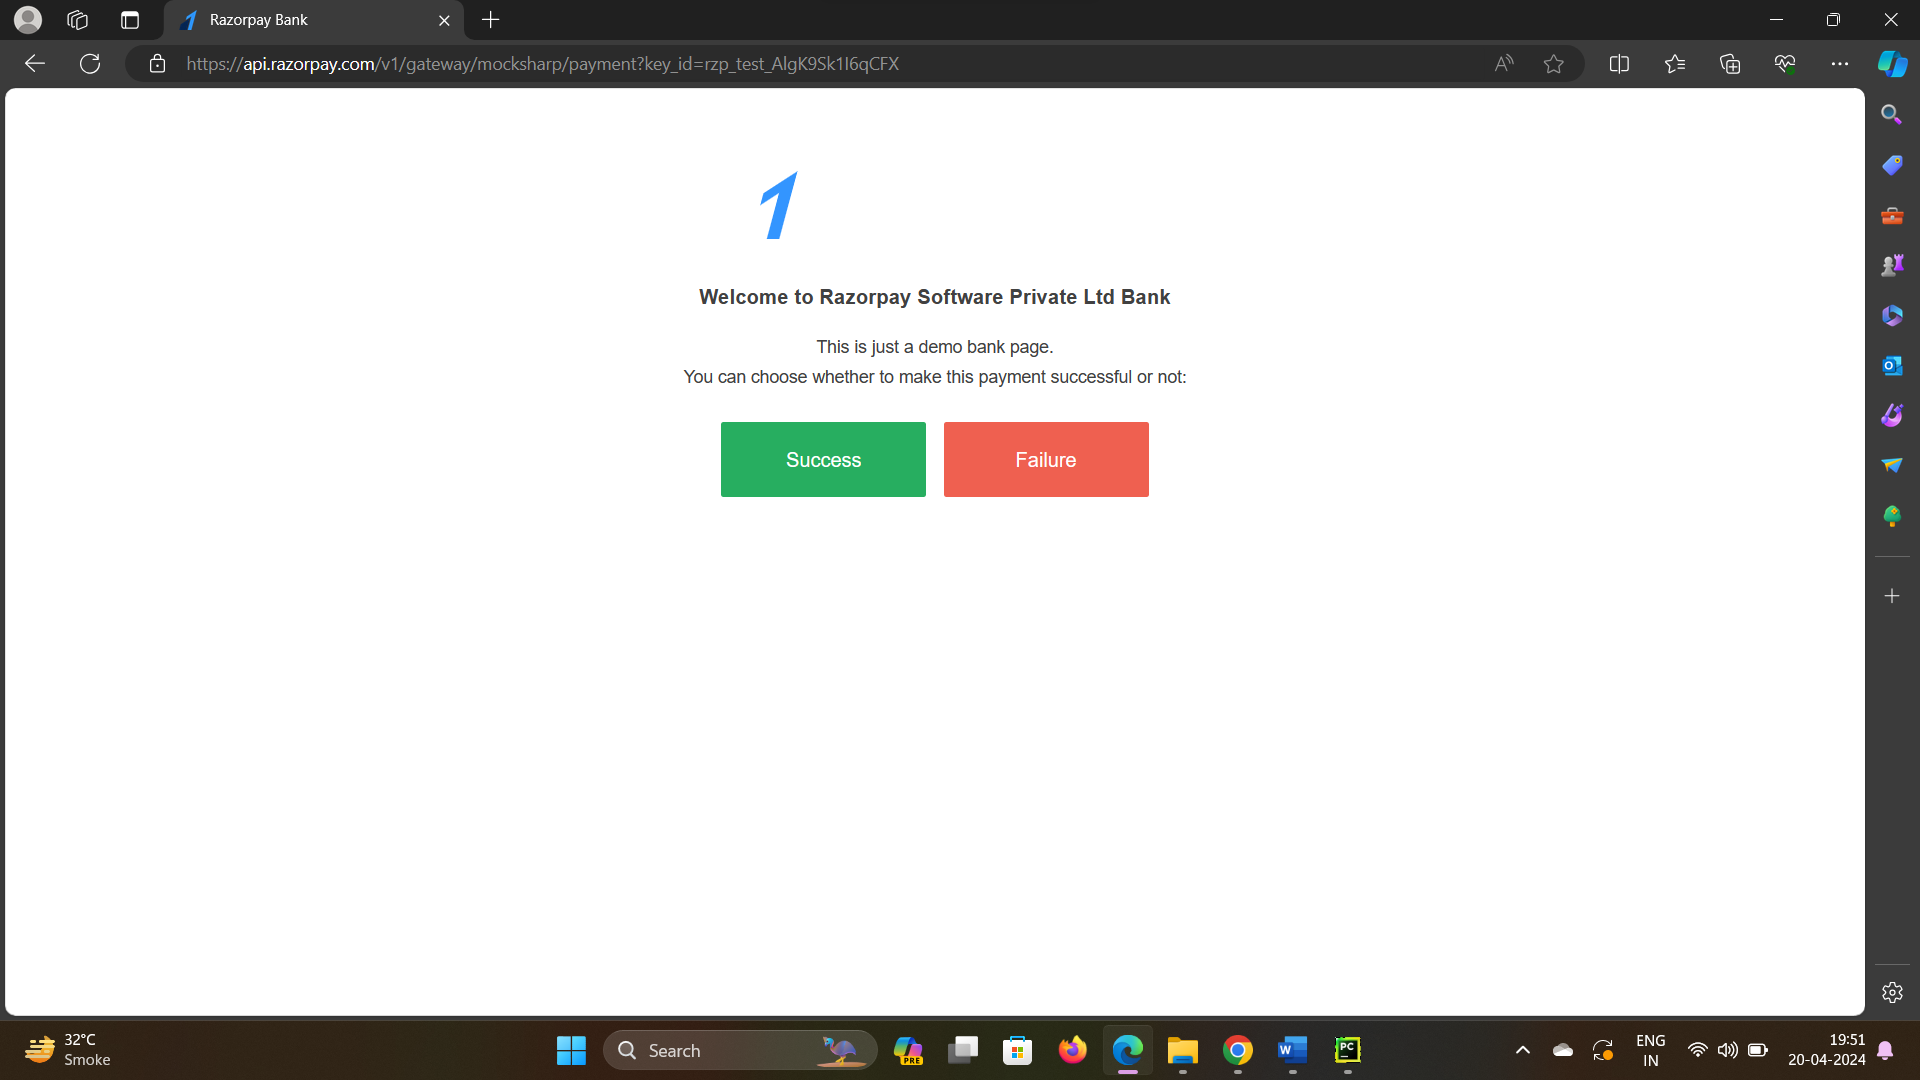 Razorpay Bank
https://api.razorpay.com/v1/gateway/mocksharp/payment?key_id=rzp_test_AlgK9Sk1I6qCFX
Welcome to Razorpay Software Private Ltd Bank
This is just a demo bank page.
You can choose whether to make this payment successful or not:
Success Failure
32°C
Smoke
Search
PRE
W
PC
ENG
IN
19:51
20-04-2024